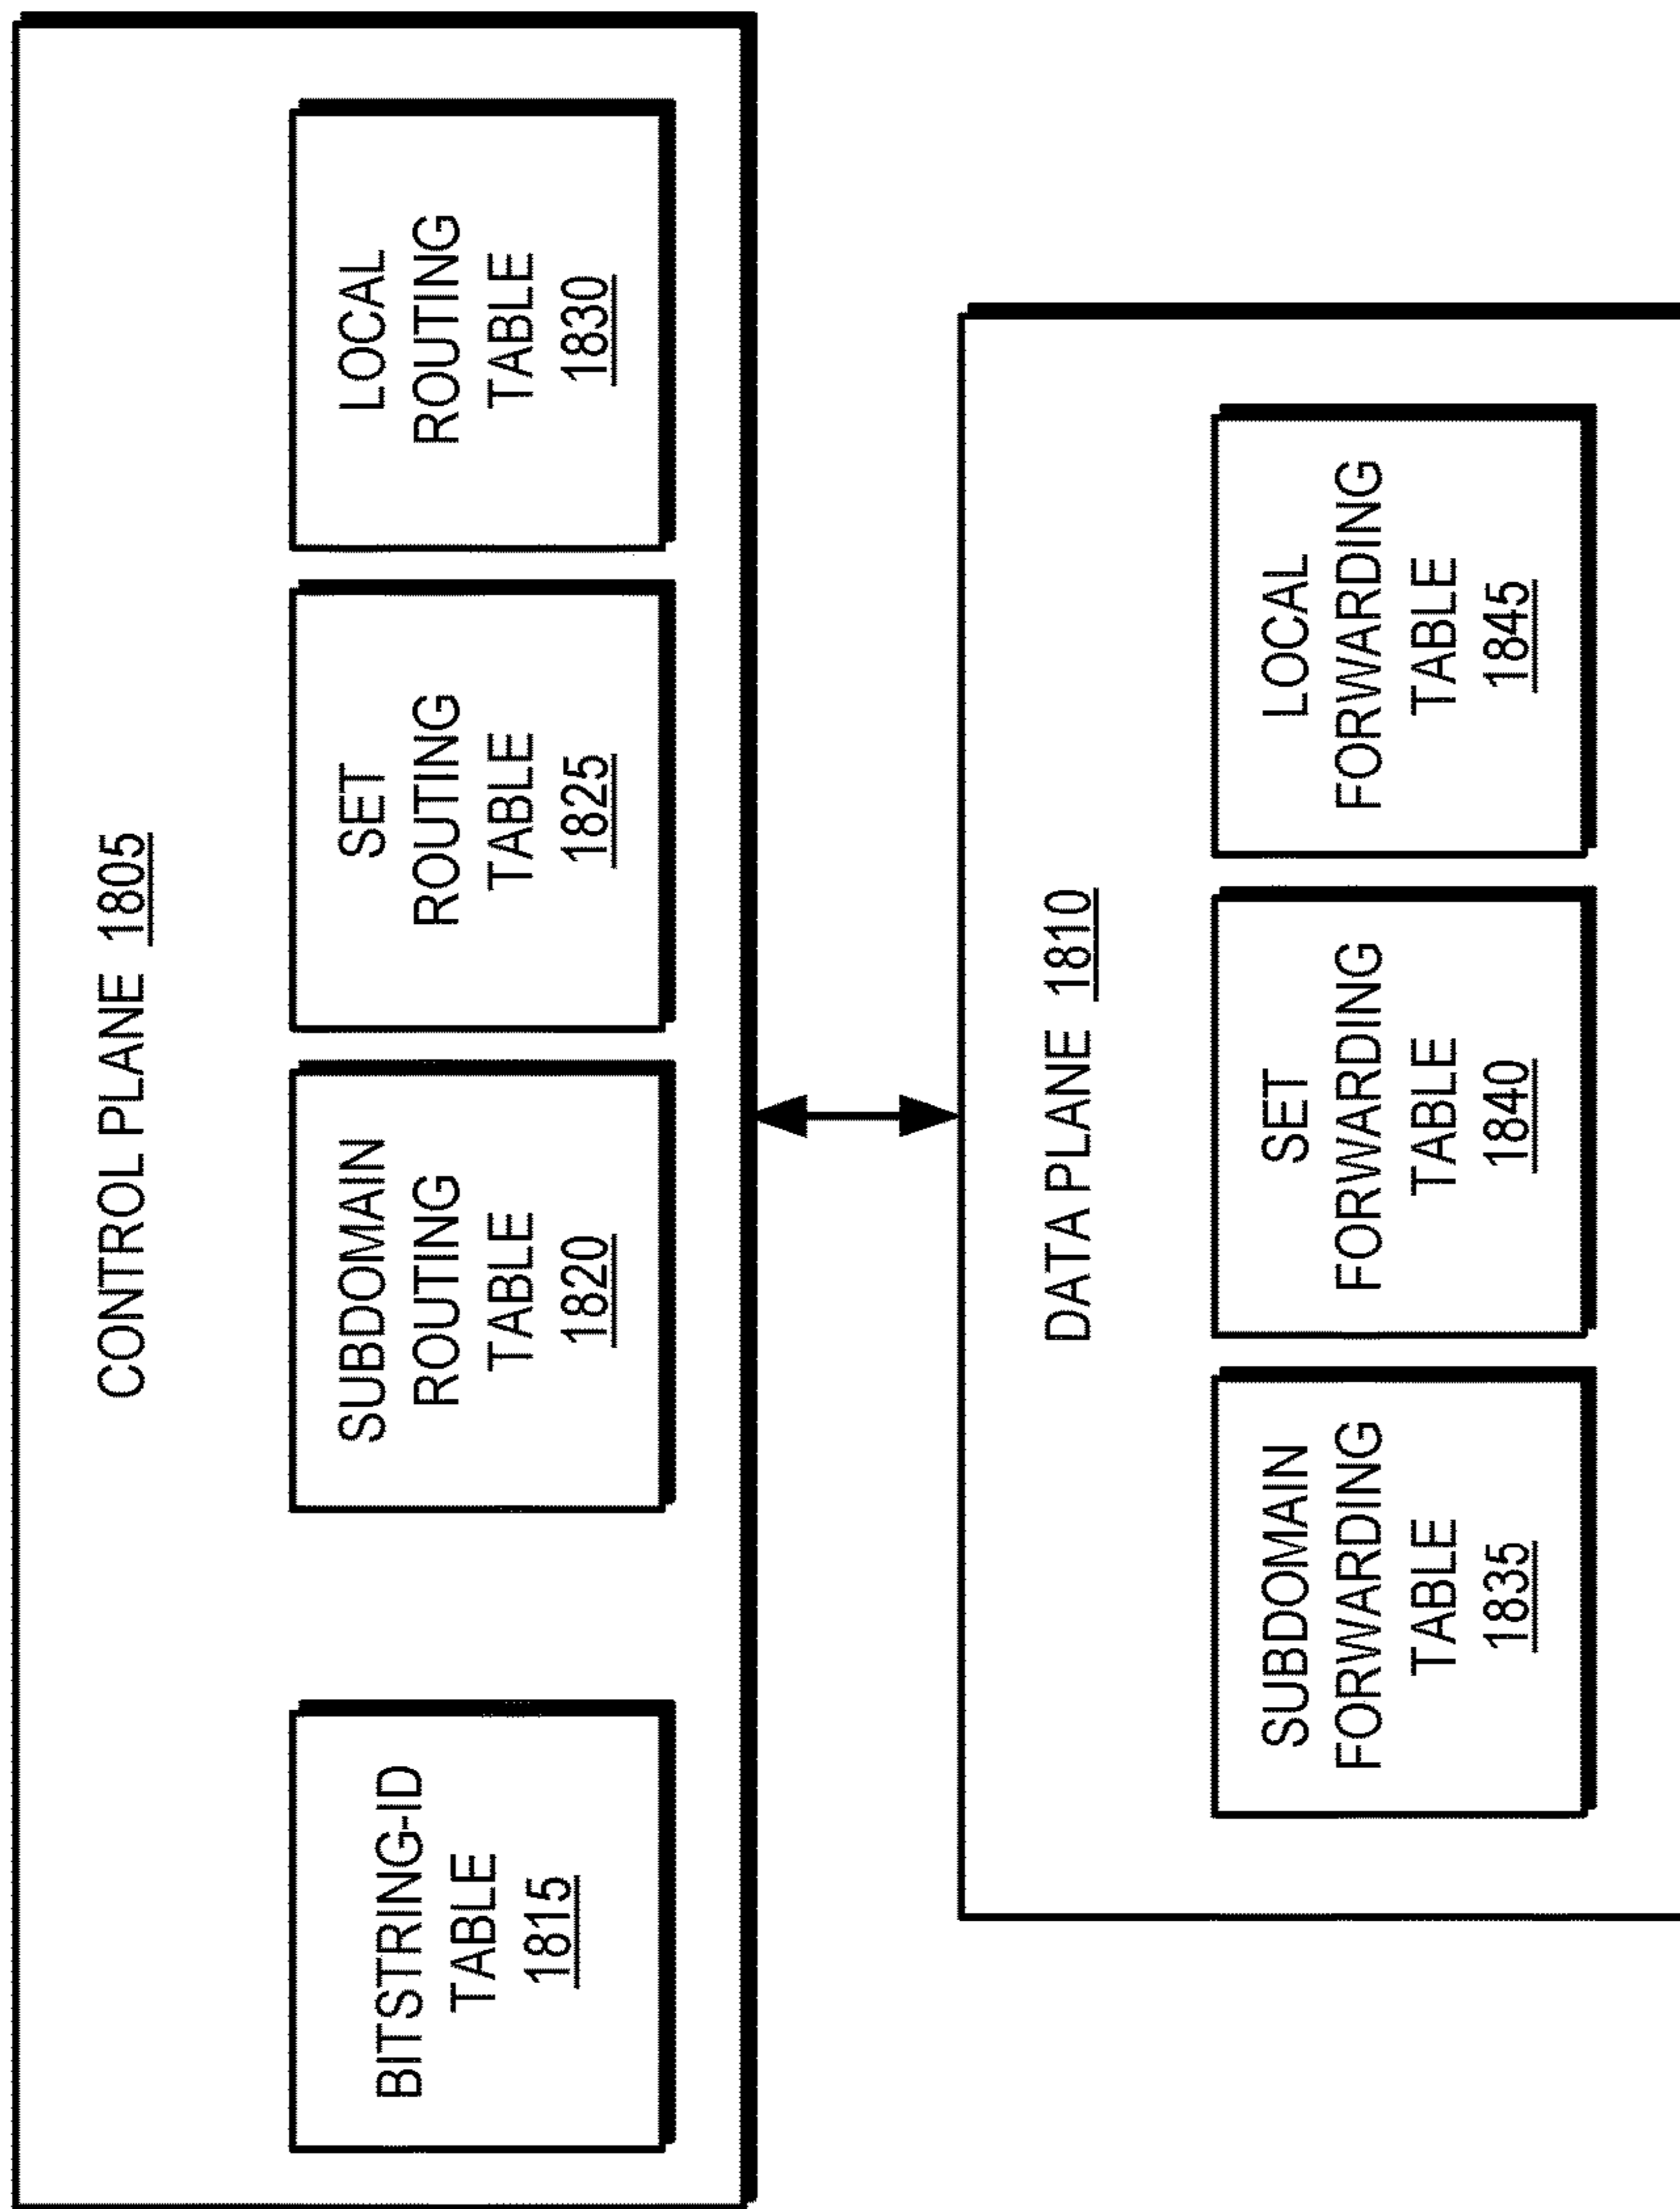 CONTROL PLANE 1805
BITSTRING-ID
TABLE
1815
SUBDOMAIN
ROUTING
TABLE
1820
SET
ROUTING
TABLE
1825
LOCAL
ROUTING
TABLE
1830
DATA PLANE 1810
SUBDOMAIN
FORWARDING
TABLE
1835
SET
FORWARDING
TABLE
1840
LOCAL
FORWARDING
TABLE
1845